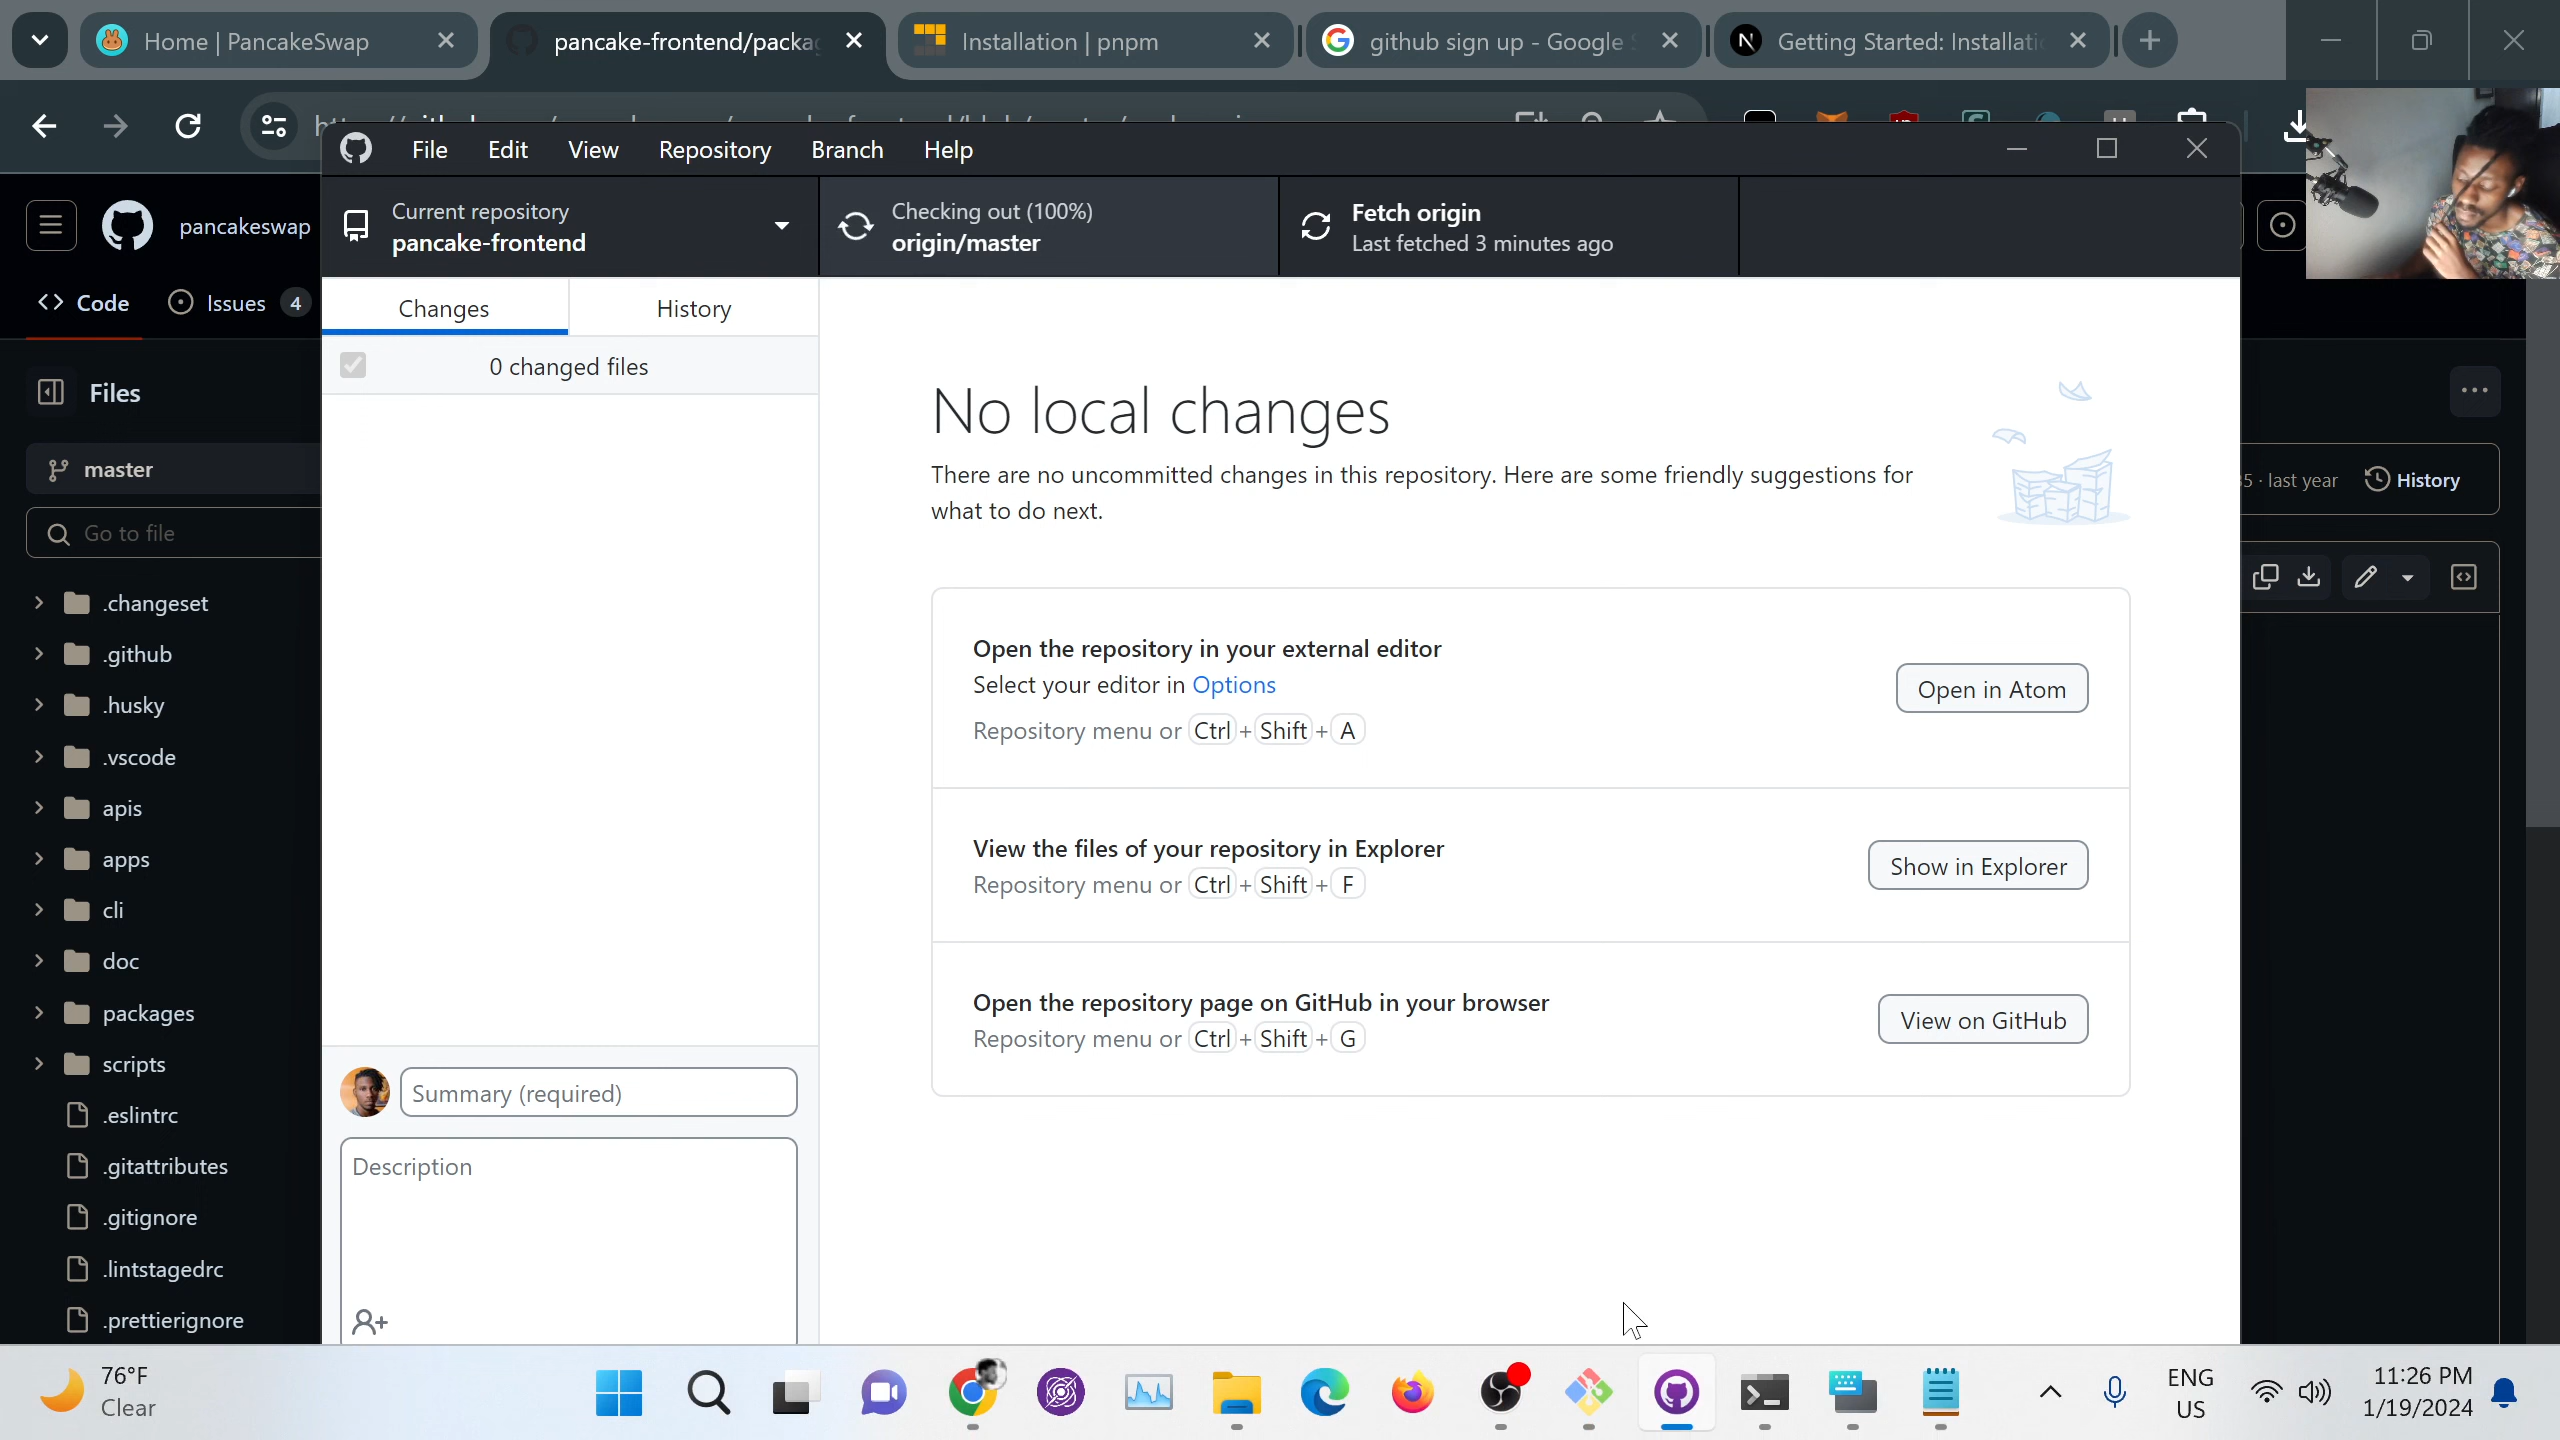 Home | PancakeSwap
pancake-frontend/packa
Installation | pnpm
github sign up - Google
Getting Started: Installati
File Edit View Repository Branch Help
pancakeswap
Current repository
pancake-frontend
Checking out (100%)
origin/master
Fetch origin
Last fetched 3 minutes ago
Code
Issues 4
Changes
History
0 changed files
Files
master
Go to file
.changeset
.github
.husky
.vscode
apis
apps
cli
doc
packages
scripts
.eslintrc
.gitattributes
.gitignore
.lintstagedrc
.prettierignore
No local changes
There are no uncommitted changes in this repository. Here are some friendly suggestions for
what to do next.
5 · last year
History
Open the repository in your external editor
Select your editor in Options
Repository menu or Ctrl + Shift + A
Open in Atom
View the files of your repository in Explorer
Repository menu or Ctrl + Shift + F
Show in Explorer
Open the repository page on GitHub in your browser
Repository menu or Ctrl + Shift + G
View on GitHub
Summary (required)
Description
76°F
Clear
ENG
US
11:26 PM
1/19/2024